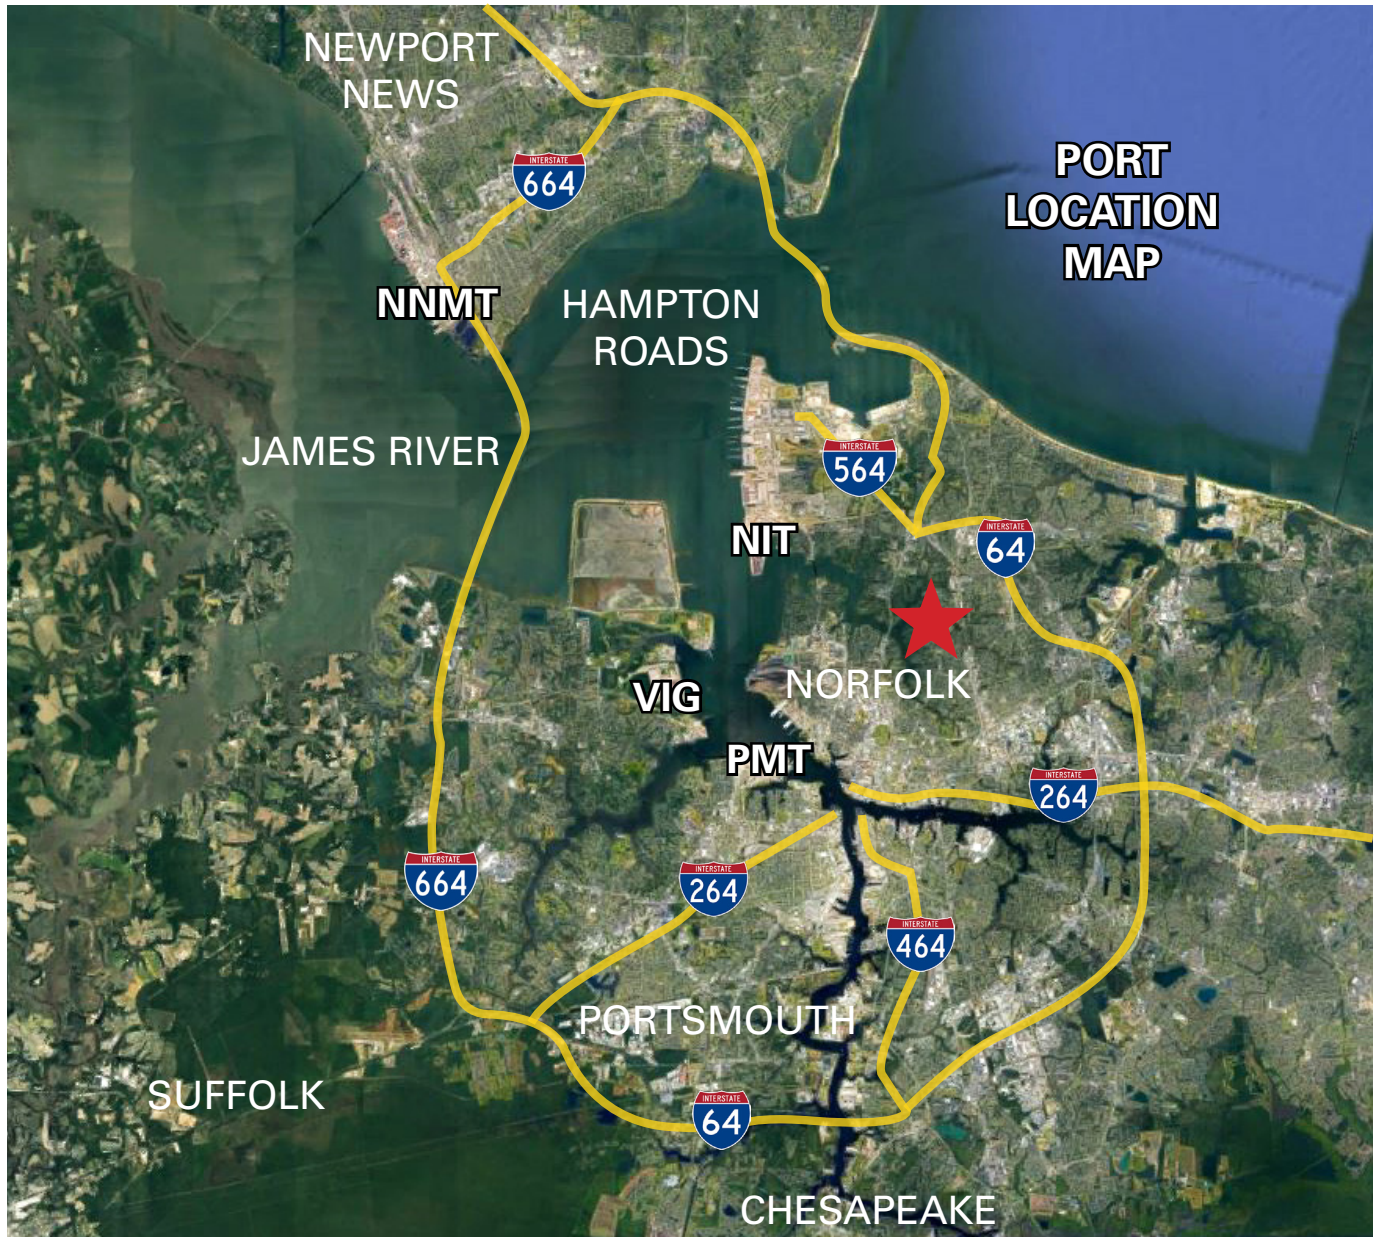 NEWPORT
NEWS
PORT
LOCATION
MAP
INTERSTATE
664
NNMT
HAMPTON
ROADS
JAMES RIVER
INTERSTATE
564
NIT
INTERSTATE
64
NORFOLK
VIG
PMT
INTERSTATE
264
INTERSTATE
664
INTERSTATE
264
INTERSTATE
464
PORTSMOUTH
SUFFOLK
INTERSTATE
64
CHESAPEAKE